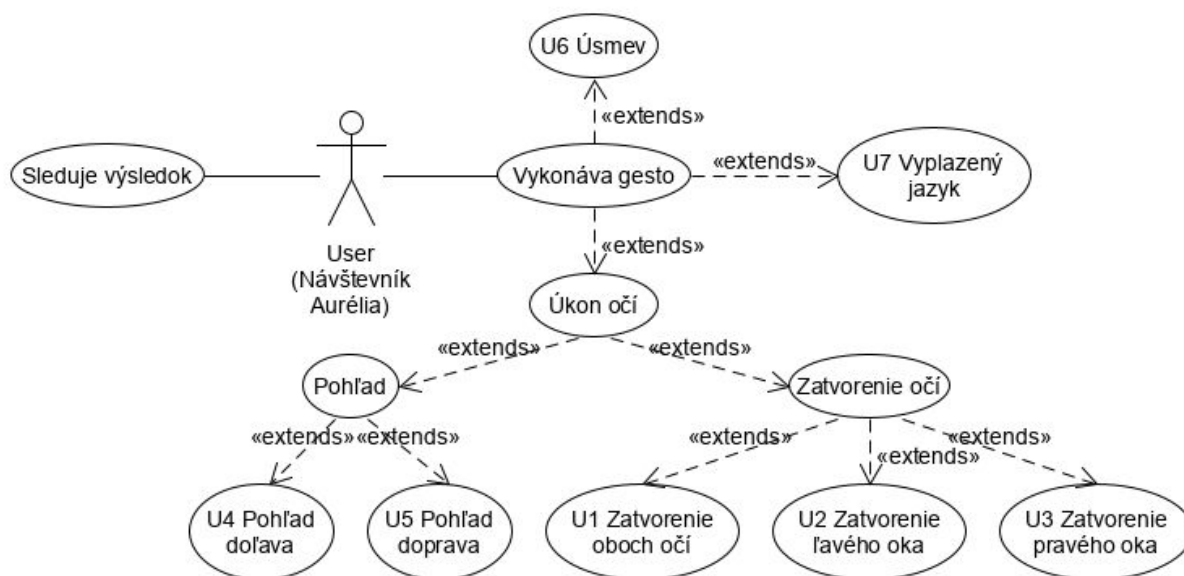 U6 Úsmev
«extends»
Sleduje výsledok
Vykonáva gesto
«extends»
U7 Vyplazený
jazyk
User
(Návštevník
Aurélia)
«extends»
Úkon očí
«extends»
«extends»
Pohľad
Zatvorenie očí
«extends»
«extends»
«extends»
«extends»
«extends»
U4 Pohľad
doľava
U5 Pohľad
doprava
U1 Zatvorenie
oboch očí
U2 Zatvorenie
ľavého oka
U3 Zatvorenie
pravého oka